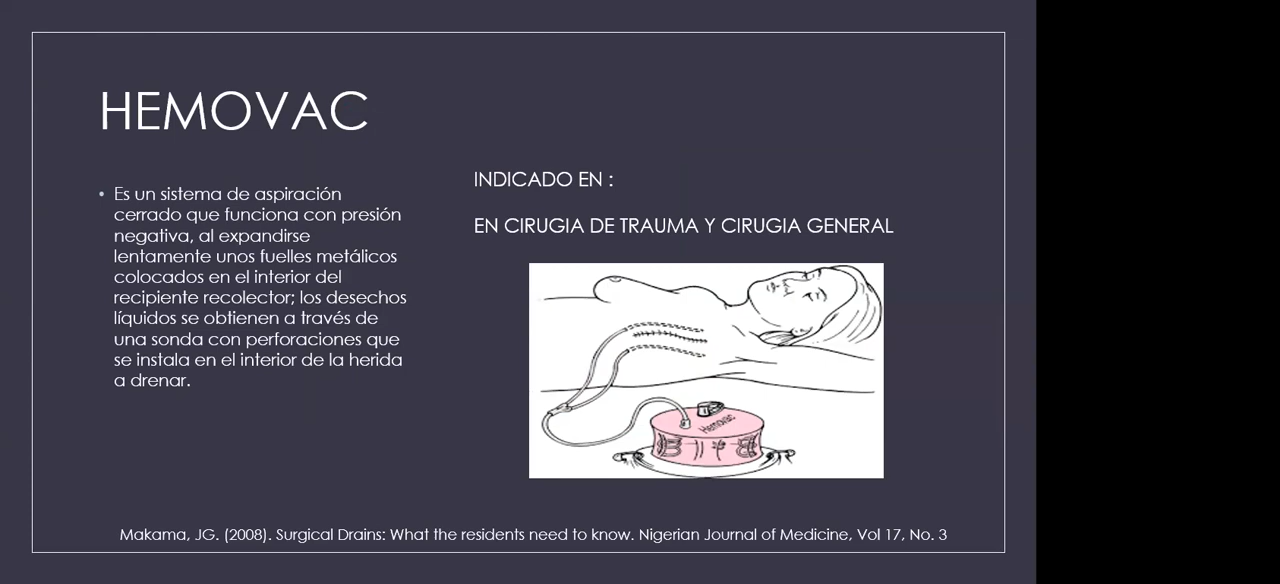 HEMOVAC
• Es un sistema de aspiración
cerrado que funciona con presión
negativa, al expandirse
lentamente unos fuelles metálicos
colocados en el interior del
recipiente recolector; los desechos
líquidos se obtienen a través de
una sonda con perforaciones que
se instala en el interior de la herida
a drenar.
INDICADO EN :
EN CIRUGIA DE TRAUMA Y CIRUGIA GENERAL
Hemovac
Makama, JG. (2008). Surgical Drains: What the residents need to know. Nigerian Journal of Medicine, Vol 17, No. 3